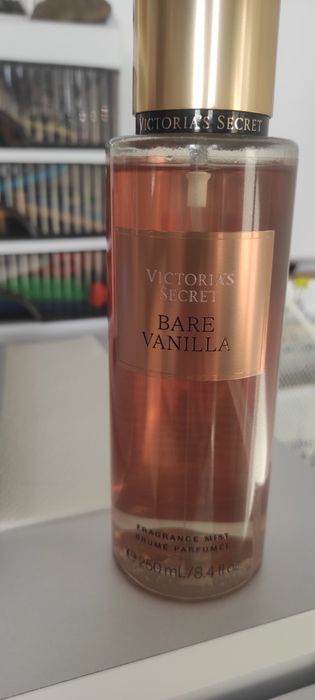 VICTORIA'S SECRET
VICTORIA'S
SECRET
BARE
VANILLA
FRAGRANCE MIST
BRUME PARFUMÉE
℮ 250 mL/8.4 fl oz